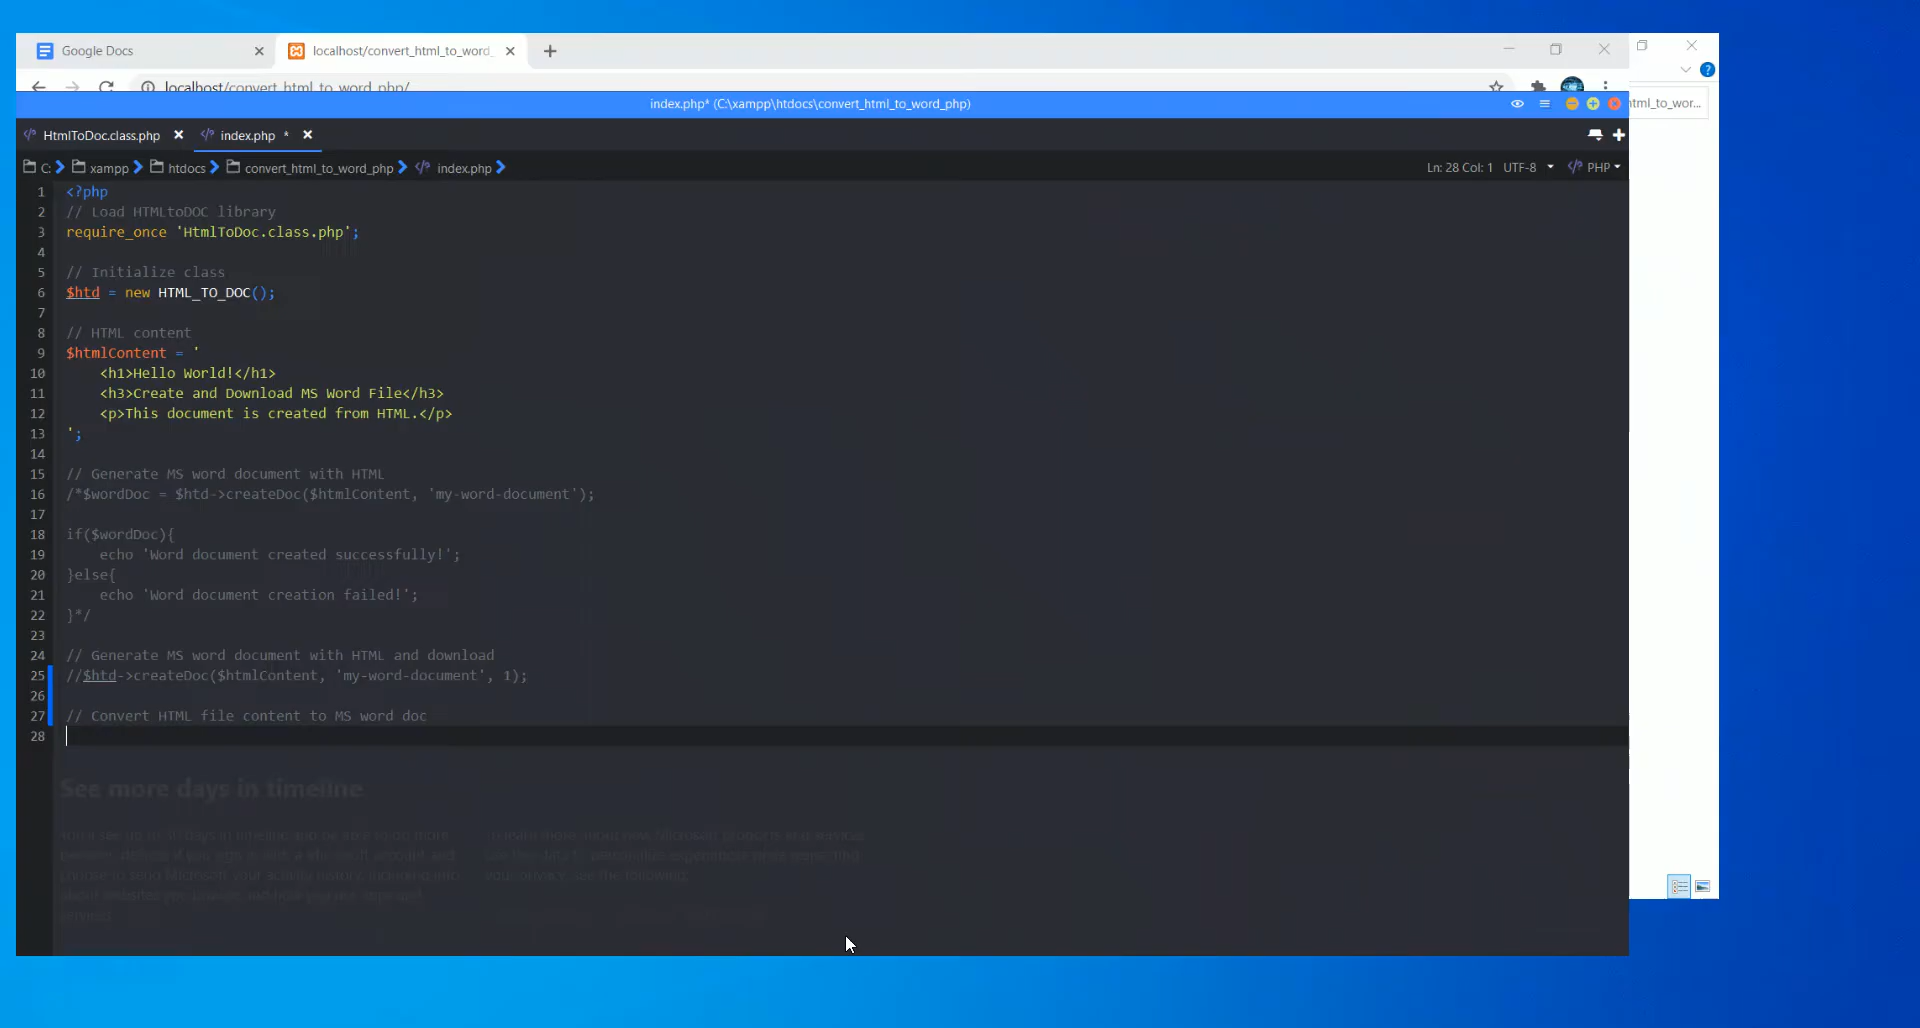 Google Docs
localhost/convert_html_to_word_
localhost/convert_html_to_word_php/
index.php* (C:\xampp\htdocs\convert_html_to_word_php)
ntml_to_wor...
HtmlToDoc.class.php
index.php *
C:
xampp
htdocs
convert_html_to_word_php
index.php
Ln: 28 Col: 1 UTF-8
PHP
1 <?php
2 // Load HTMLtoDOC library
3 require_once 'HtmlToDoc.class.php';
4
5 // Initialize class
6 $htd = new HTML_TO_DOC();
7
8 // HTML content
9 $htmlContent = '
10 <h1>Hello World!</h1>
11 <h3>Create and Download MS Word File</h3>
12 <p>This document is created from HTML.</p>
13 ';
14
15 // Generate MS word document with HTML
16 /*$wordDoc = $htd->createDoc($htmlContent, 'my-word-document');
17
18 if($wordDoc){
19 echo 'Word document created successfully!';
20 }else{
21 echo 'Word document creation failed!';
22 }*/
23
24 // Generate MS word document with HTML and download
25 //$htd->createDoc($htmlContent, 'my-word-document', 1);
26
27 // Convert HTML file content to MS word doc
28
See more days in timeline
your privacy, see the following: